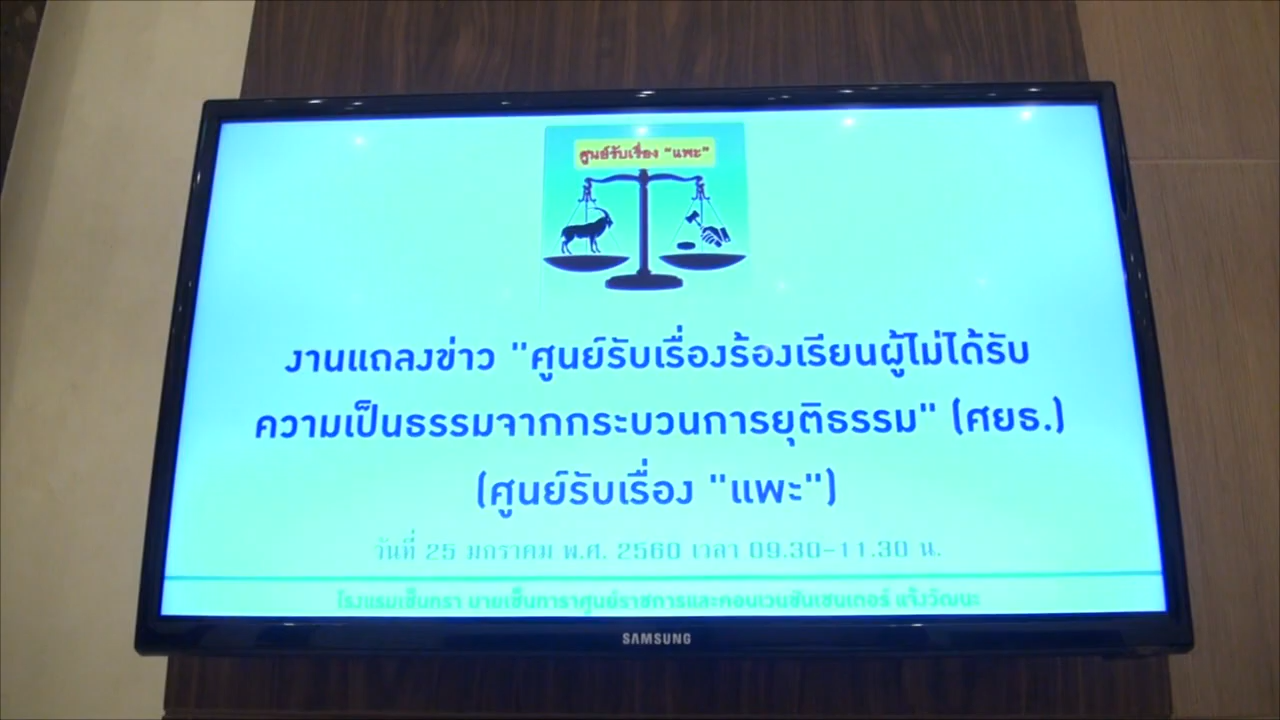 ศูนย์รับเรื่อง "แพะ"
งานแถลงข่าว "ศูนย์รับเรื่องร้องเรียนผู้ไม่ได้รับ
ความเป็นธรรมจากกระบวนการยุติธรรม" (ศยธ.)
(ศูนย์รับเรื่อง "แพะ")
วันที่ 25 มกราคม พ.ศ. 2560 เวลา 09.30-11.30 น.
โรงแรมเซ็นทรา บายเซ็นทาราศูนย์ราชการและคอนเวนชันเซนเตอร์ แจ้งวัฒนะ
SAMSUNG